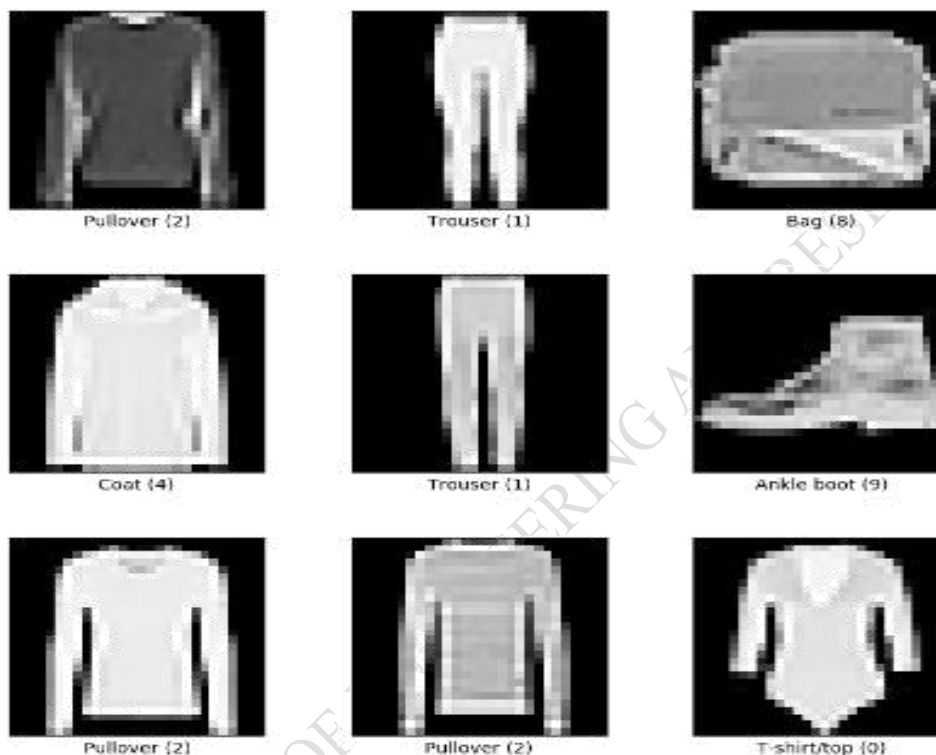 Pullover (2)
Trouser (1)
Bag (8)
Coat (4)
Trouser (1)
Ankle boot (9)
Pullover (2)
Pullover (2)
T-shirt/top (0)